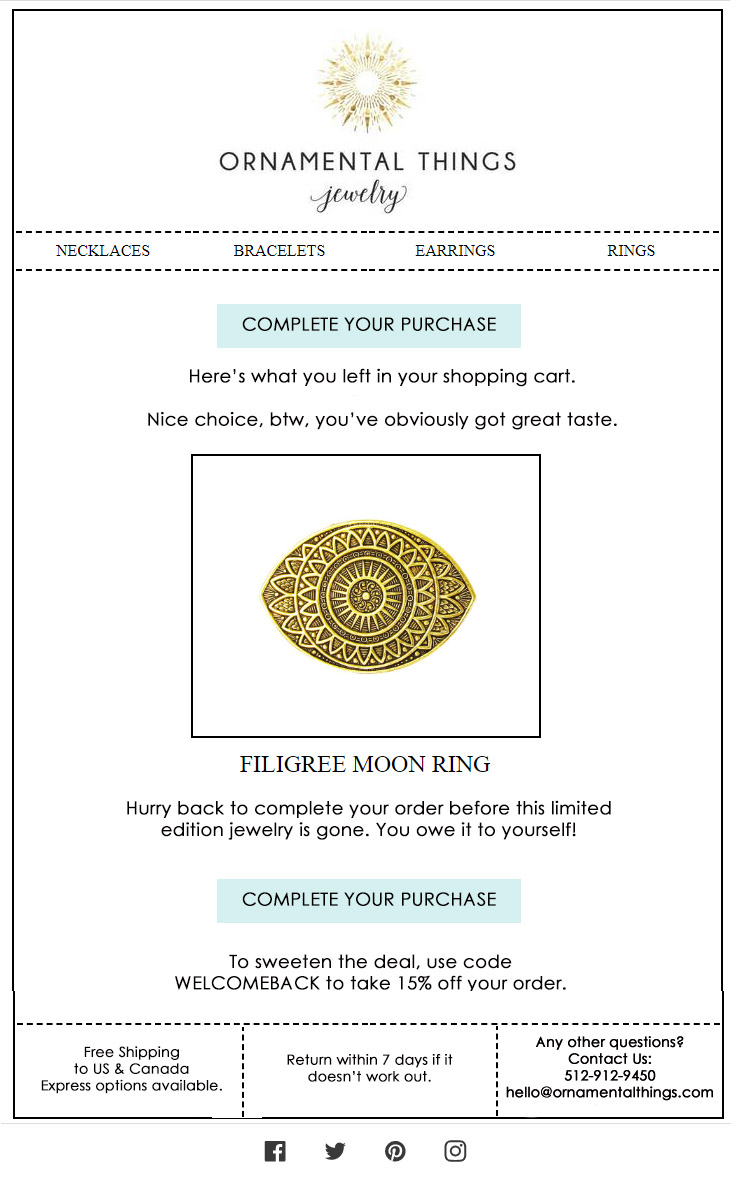 ORNAMENTAL THINGS
jewelry
NECKLACES BRACELETS EARRINGS RINGS
COMPLETE YOUR PURCHASE
Here's what you left in your shopping cart.
Nice choice, btw, you've obviously got great taste.
FILIGREE MOON RING
Hurry back to complete your order before this limited
edition jewelry is gone. You owe it to yourself!
COMPLETE YOUR PURCHASE
To sweeten the deal, use code
WELCOMEBACK to take 15% off your order.
Free Shipping
to US & Canada
Express options available.
Return within 7 days if it
doesn't work out.
Any other questions?
Contact Us:
512-912-9450
hello@ornamentalthings.com